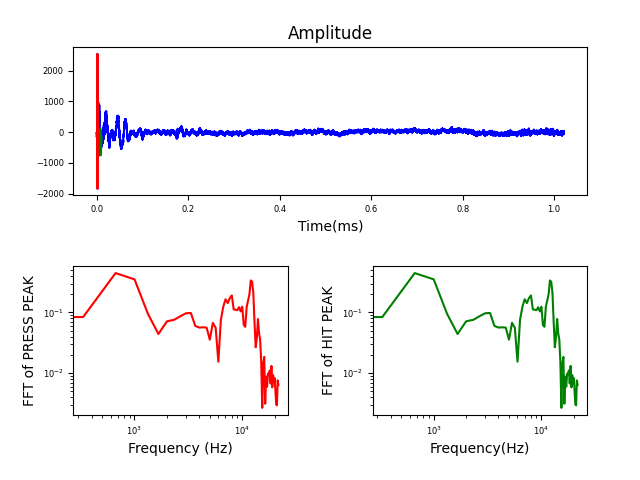 Amplitude
2000
1000
0
−1000
−2000
0.0 0.2 0.4 0.6 0.8 1.0
Time(ms)
FFT of PRESS PEAK
10⁻¹
10⁻²
10³ 10⁴
Frequency (Hz)
FFT of HIT PEAK
10⁻¹
10⁻²
10³ 10⁴
Frequency(Hz)